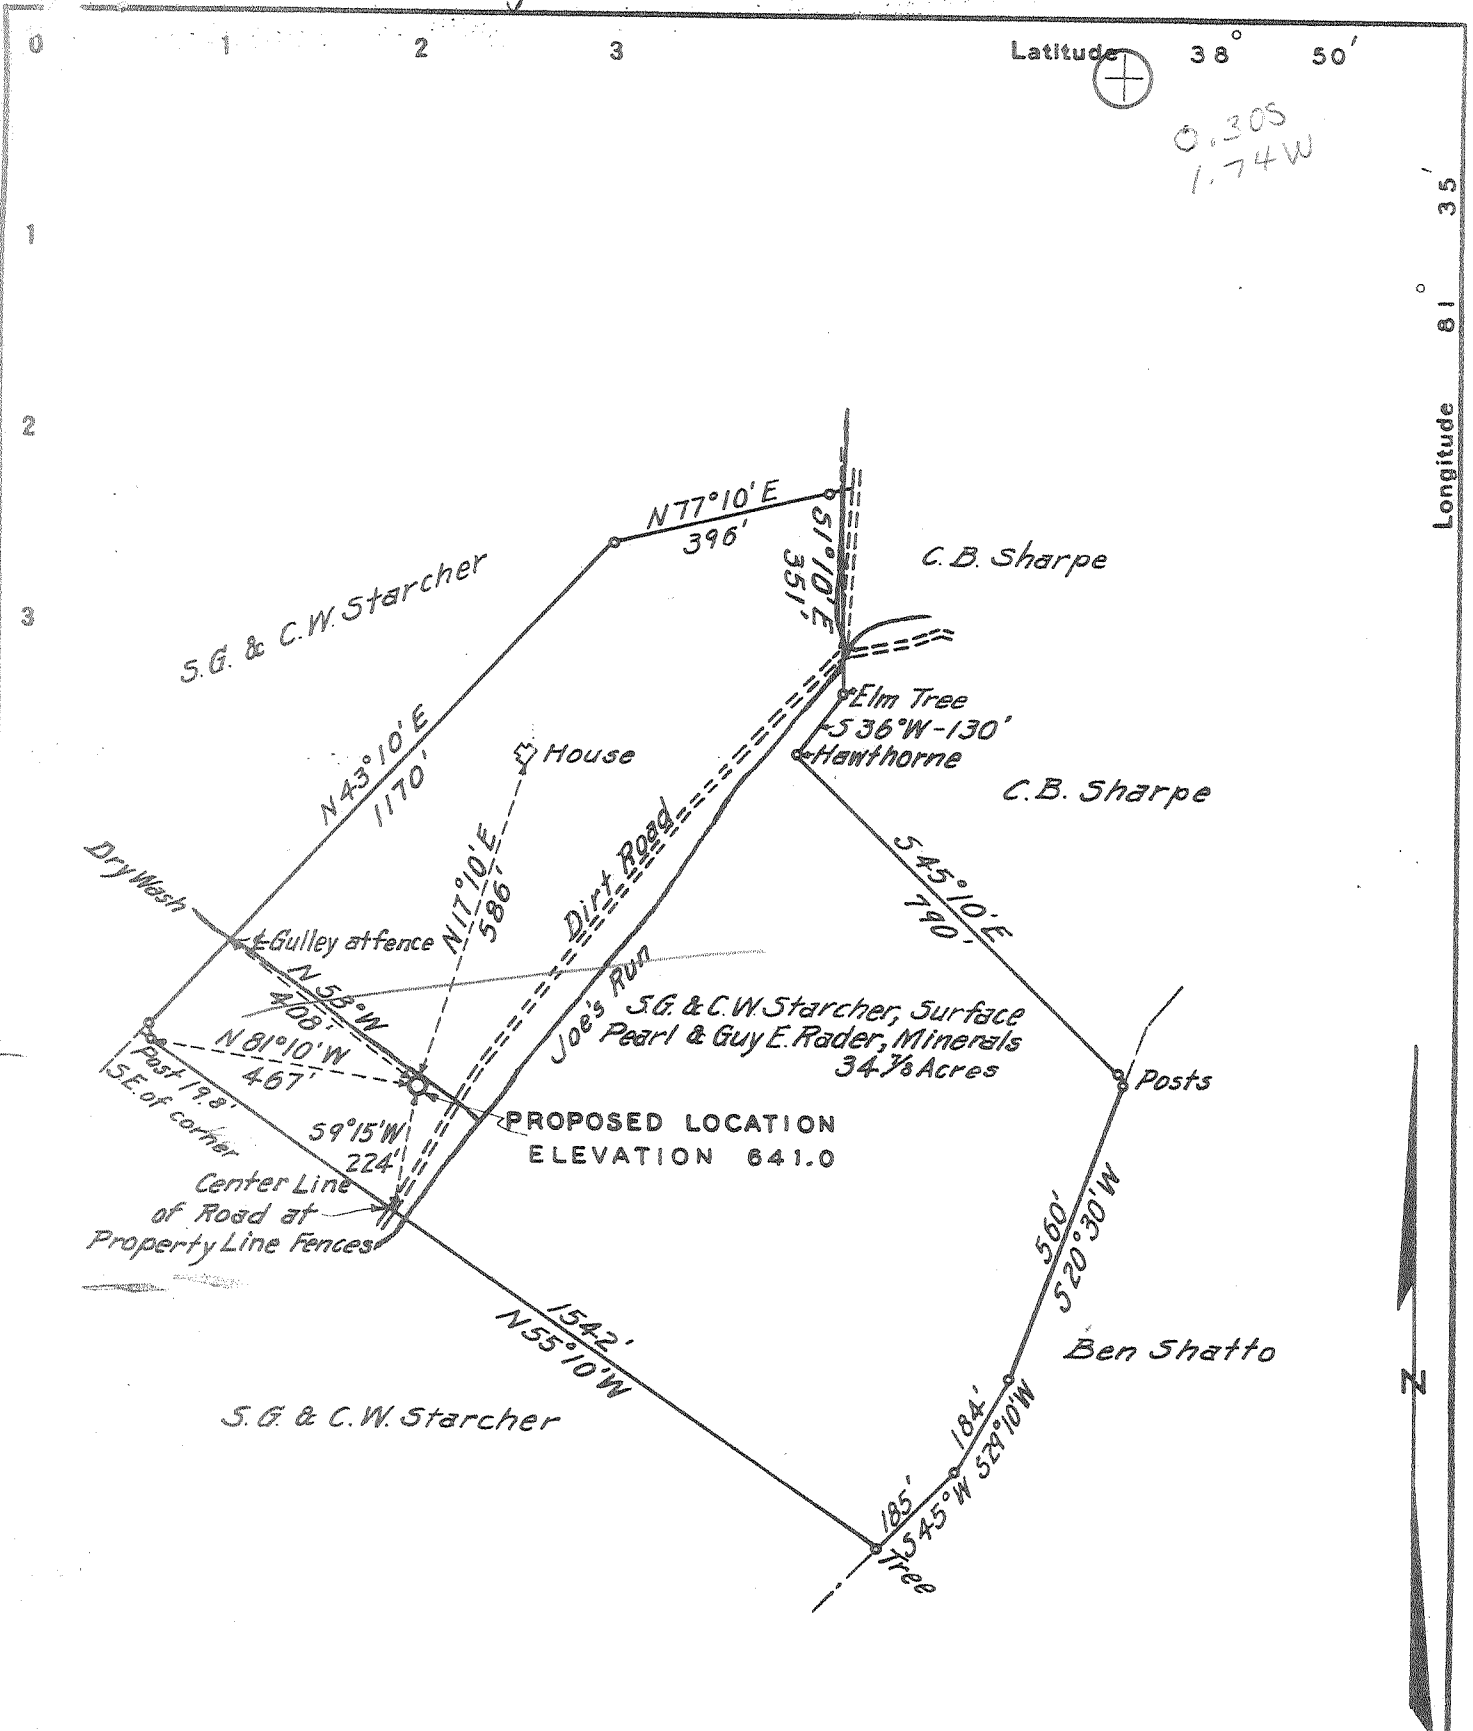 0 1 2 3 Latitude 38° 50'
0.30S
1.74W
1
Longitude 81° 35'
2
3
N77°10'E
396'
S1°10'E
351'
C.B. Sharpe
S.G. & C.W. Starcher
Elm Tree
S36°W-130'
Hawthorne
House
C.B. Sharpe
N43°10'E
1170'
Dry Wash
N17°10'E
586'
Dirt Road
S45°10'E
790'
℄Gulley at fence
N53°W
408'
Joe's Run
S.G. & C.W. Starcher, Surface
Pearl & Guy E. Rader, Minerals
34 7/8 Acres
N81°10'W
467'
Post 19.8'
S.E. of corner
Posts
PROPOSED LOCATION
ELEVATION 641.0
S9°15'W
224'
Center Line
of Road at
Property Line Fences
560'
S20°30'W
1542'
N55°10'W
Ben Shatto
S.G. & C.W. Starcher
184'
S29°10'W
185'
S45°W
Tree
N